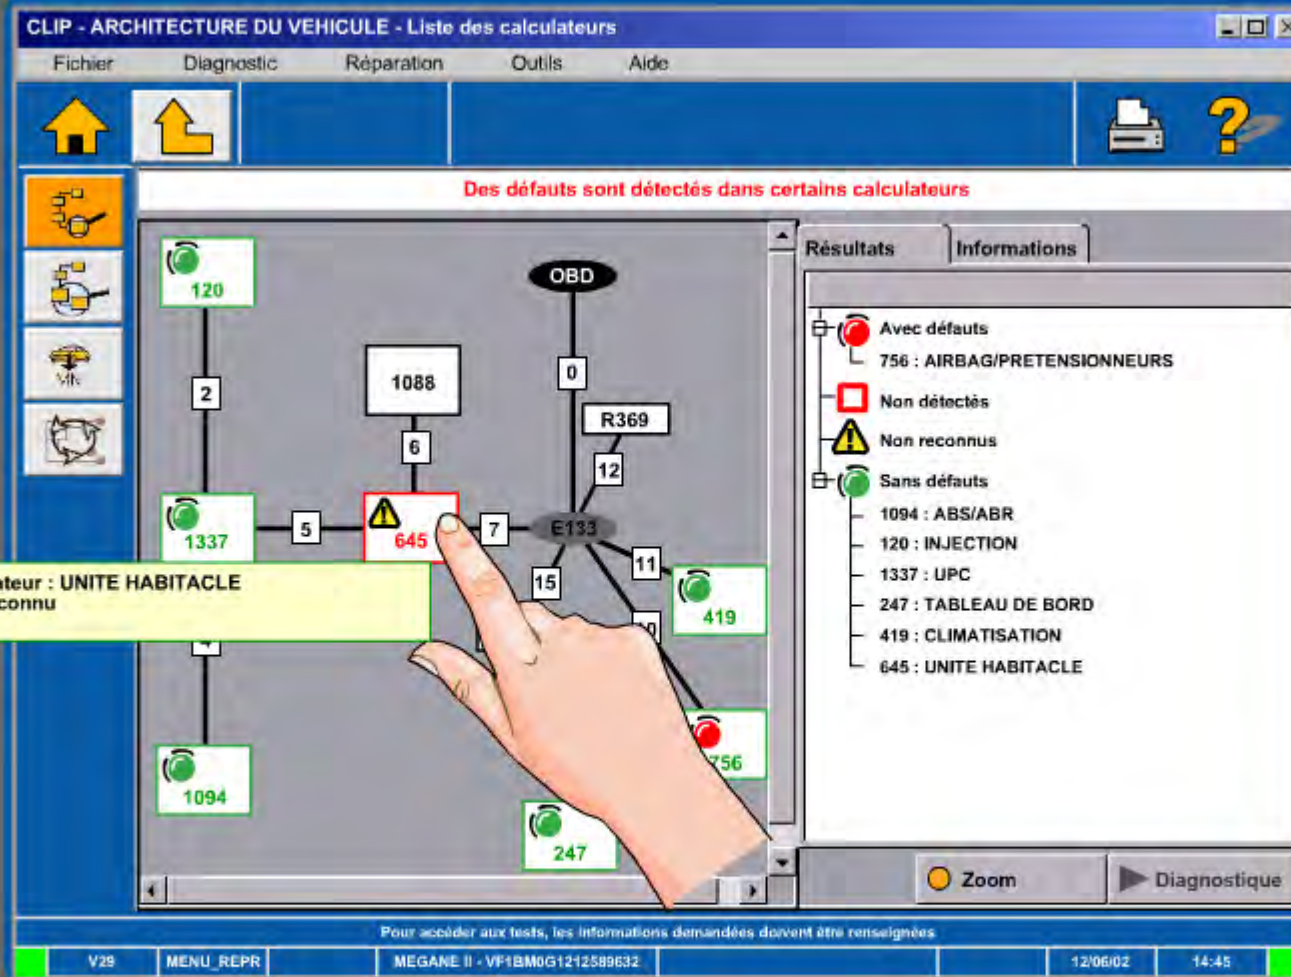 CLIP - ARCHITECTURE DU VEHICULE - Liste des calculateurs
Fichier Diagnostic Réparation Outils Aide
Des défauts sont détectés dans certains calculateurs
120
2
1088
6
OBD
0
R369
12
1337
5
645
7
E133
15
11
419
UNITE HABITACLE
756
1094
247
Résultats Informations
Avec défauts
756 : AIRBAG/PRETENSIONNEURS
Non détectés
Non reconnus
Sans défauts
1094 : ABS/ABR
120 : INJECTION
1337 : UPC
247 : TABLEAU DE BORD
419 : CLIMATISATION
645 : UNITE HABITACLE
Zoom Diagnostique
Pour accéder aux tests, les informations demandées doivent être renseignées
V29 MENU_REPR MEGANE II - VF1BM0G1212589632 12/06/02 14:45